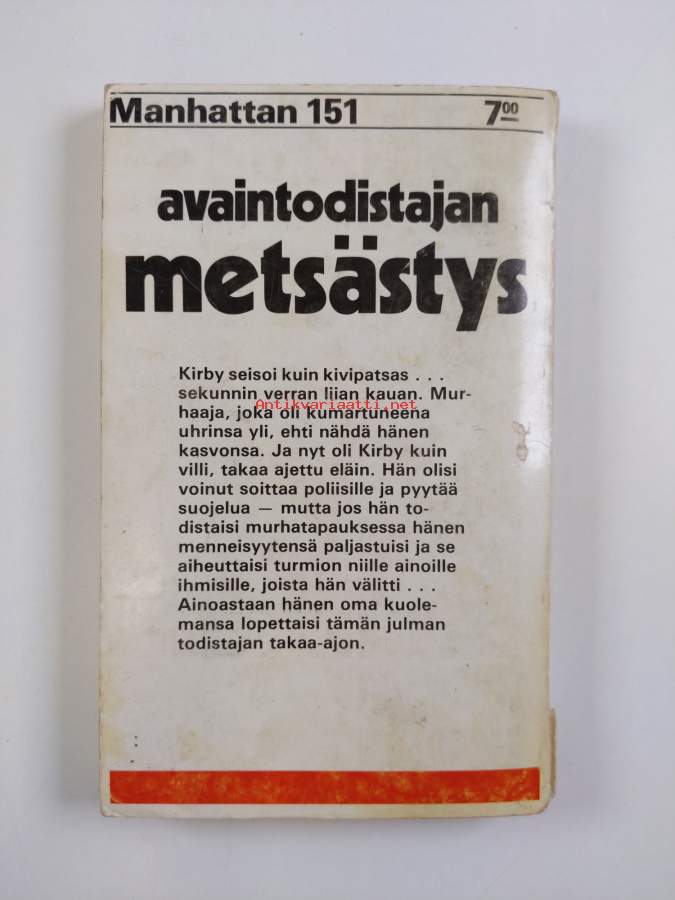 Manhattan 151 7⁰⁰
avaintodistajan
metsästys
Kirby seisoi kuin kivipatsas . . .
sekunnin verran liian kauan. Mur-
haaja, joka oli kumartuneena
Antikvariaatti.net
uhrinsa yli, ehti nähdä hänen
kasvonsa. Ja nyt oli Kirby kuin
villi, takaa ajettu eläin. Hän olisi
voinut soittaa poliisille ja pyytää
suojelua — mutta jos hän to-
distaisi murhatapauksessa hänen
menneisyytensä paljastuisi ja se
aiheuttaisi turmion niille ainoille
ihmisille, joista hän välitti . . .
Ainoastaan hänen oma kuole-
mansa lopettaisi tämän julman
todistajan takaa-ajon.